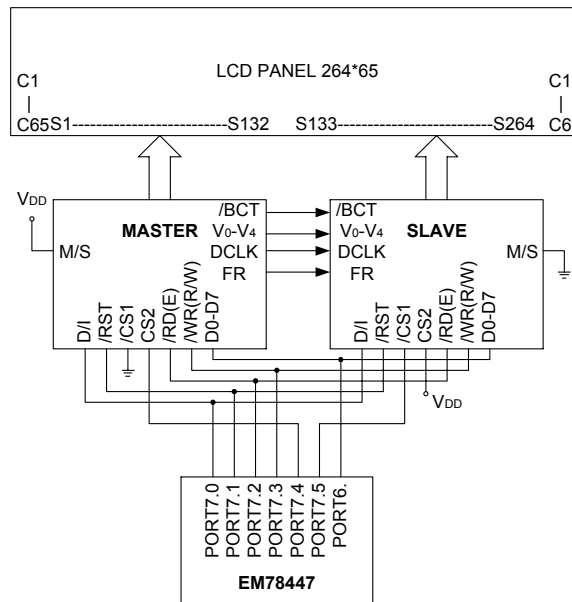 LCD PANEL 264*65
C1
|
C65S1----------------------------S132 S133----------------------------S264
C1
|
C6
VDD
M/S
MASTER
/BCT
V0-V4
DCLK
FR
D/I
/RST
/CS1
CS2
/RD(E)
/WR(R/W)
D0-D7
/BCT
V0-V4
DCLK
FR
SLAVE
M/S
D/I
/RST
/CS1
CS2
/RD(E)
/WR(R/W)
D0-D7
VDD
PORT7.0
PORT7.1
PORT7.2
PORT7.3
PORT7.4
PORT7.5
PORT6.
EM78447